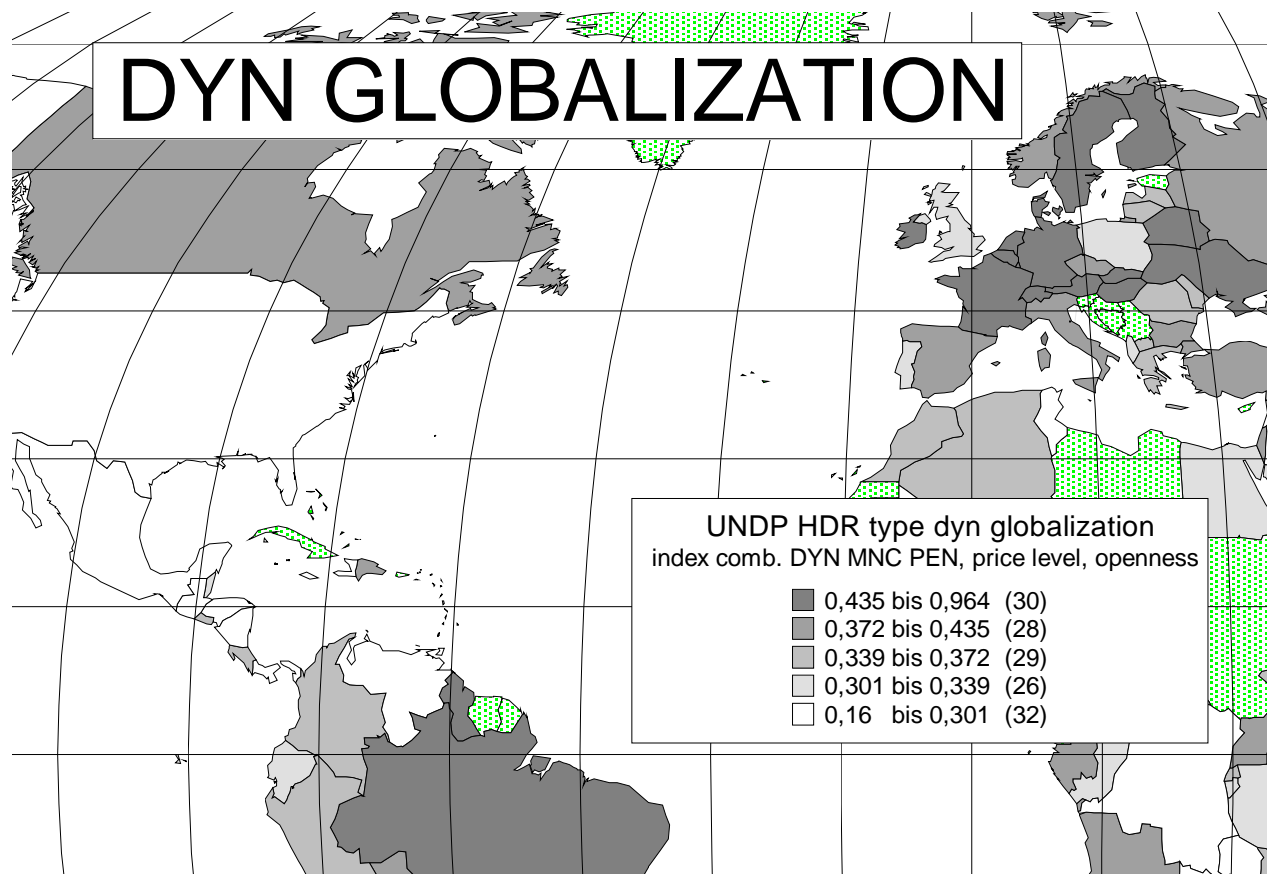 DYN GLOBALIZATION
UNDP HDR type dyn globalization
index comb. DYN MNC PEN, price level, openness
0,435 bis 0,964 (30)
0,372 bis 0,435 (28)
0,339 bis 0,372 (29)
0,301 bis 0,339 (26)
0,16 bis 0,301 (32)